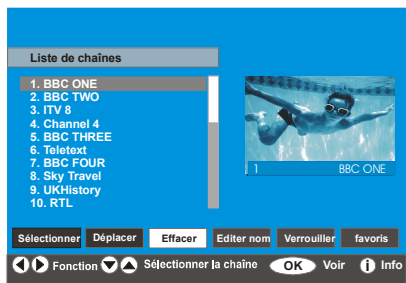 Liste de chaînes
1. BBC ONE
2. BBC TWO
3. ITV 8
4. Channel 4
5. BBC THREE
6. Teletext
7. BBC FOUR
8. Sky Travel
9. UKHistory
10. RTL
1 BBC ONE
Sélectionner Déplacer Effacer Editer nom Verrouiller favoris
Fonction Sélectionner la chaîne OK Voir i Info